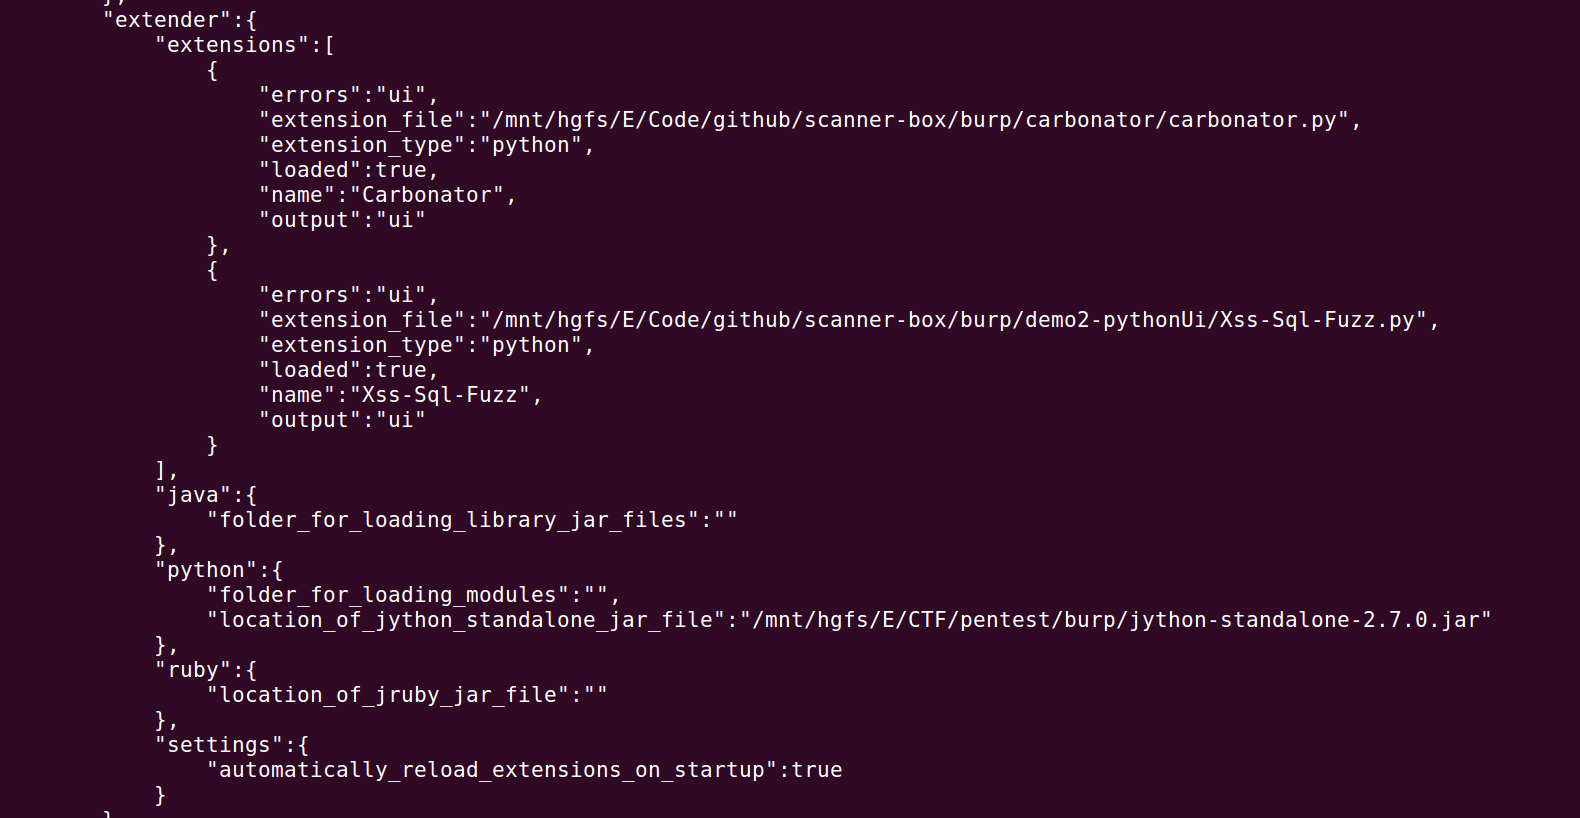 },
"extender":{
"extensions":[
{
"errors":"ui",
"extension_file":"/mnt/hgfs/E/Code/github/scanner-box/burp/carbonator/carbonator.py",
"extension_type":"python",
"loaded":true,
"name":"Carbonator",
"output":"ui"
},
{
"errors":"ui",
"extension_file":"/mnt/hgfs/E/Code/github/scanner-box/burp/demo2-pythonUi/Xss-Sql-Fuzz.py",
"extension_type":"python",
"loaded":true,
"name":"Xss-Sql-Fuzz",
"output":"ui"
}
],
"java":{
"folder_for_loading_library_jar_files":""
},
"python":{
"folder_for_loading_modules":"",
"location_of_jython_standalone_jar_file":"/mnt/hgfs/E/CTF/pentest/burp/jython-standalone-2.7.0.jar"
},
"ruby":{
"location_of_jruby_jar_file":""
},
"settings":{
"automatically_reload_extensions_on_startup":true
}
}